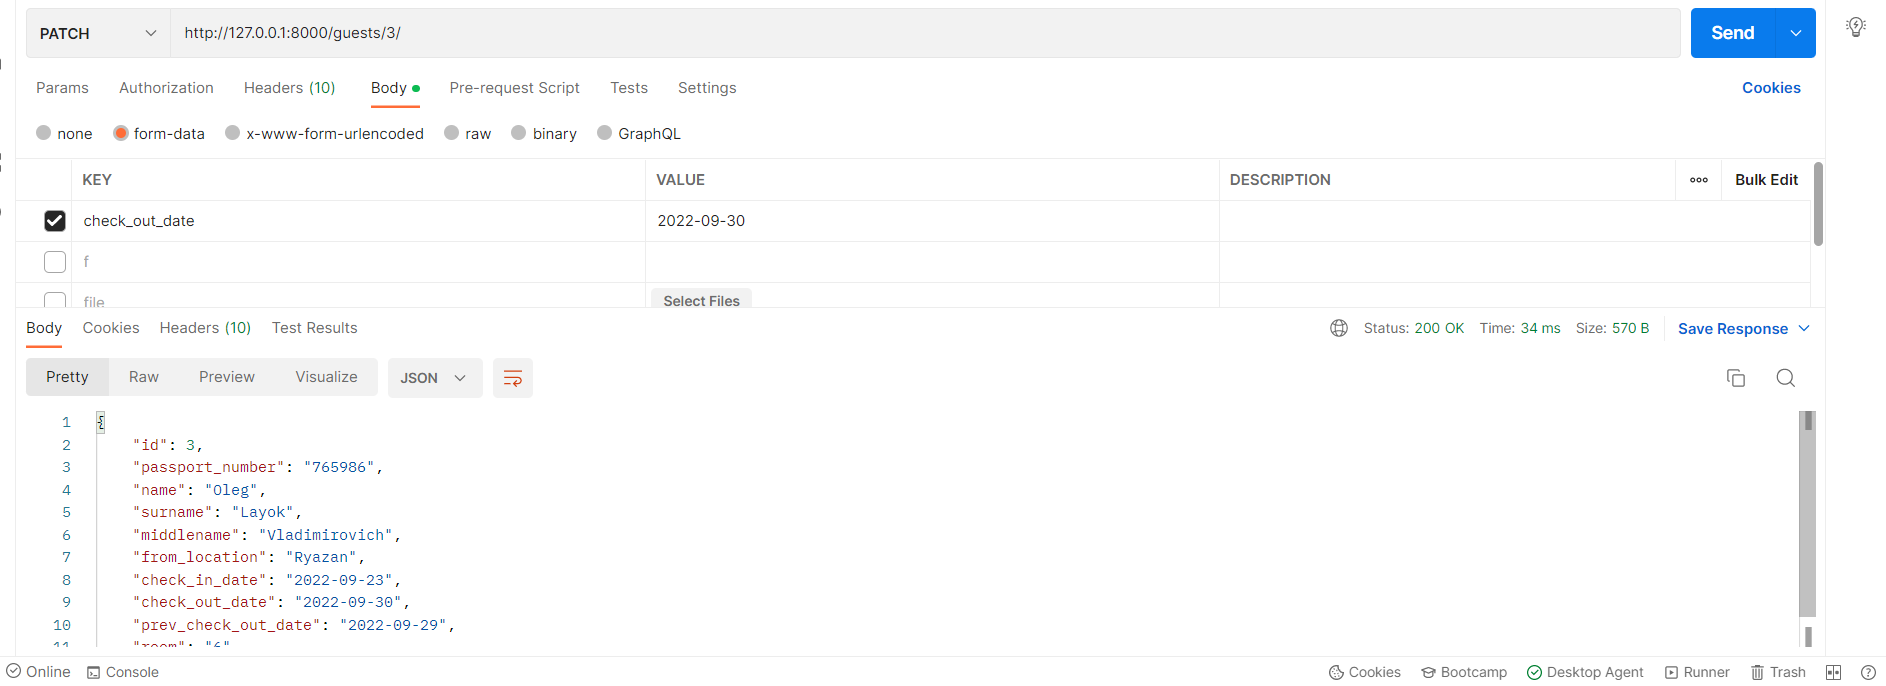 PATCH http://127.0.0.1:8000/guests/3/ Send
Params Authorization Headers (10) Body Pre-request Script Tests Settings Cookies
none form-data x-www-form-urlencoded raw binary GraphQL
KEY VALUE DESCRIPTION ooo Bulk Edit
check_out_date 2022-09-30
f
file Select Files
Body Cookies Headers (10) Test Results Status: 200 OK Time: 34 ms Size: 570 B Save Response
Pretty Raw Preview Visualize JSON
1 {
2 "id": 3,
3 "passport_number": "765986",
4 "name": "Oleg",
5 "surname": "Layok",
6 "middlename": "Vladimirovich",
7 "from_location": "Ryazan",
8 "check_in_date": "2022-09-23",
9 "check_out_date": "2022-09-30",
10 "prev_check_out_date": "2022-09-29",
11 "room": "6"
Online Console Cookies Bootcamp Desktop Agent Runner Trash